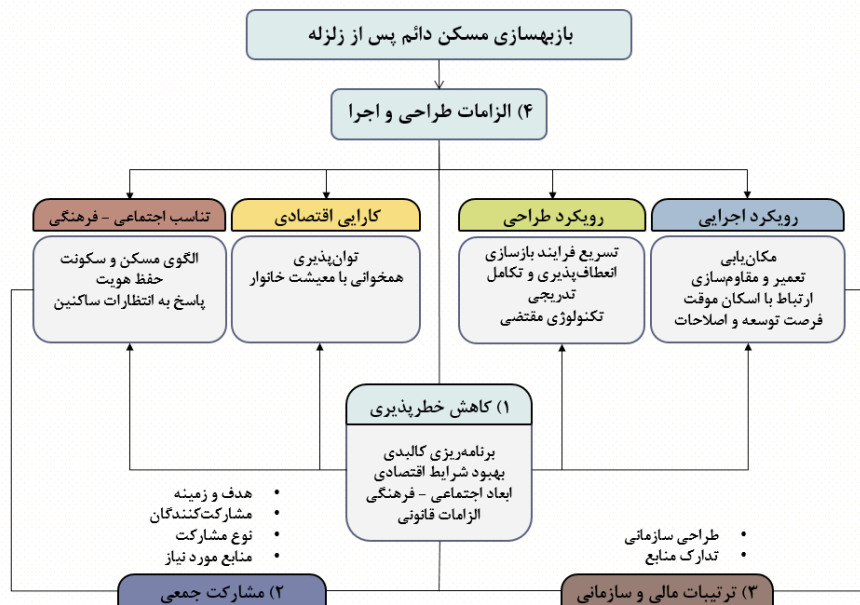 بازبهسازی مسکن دائم پس از زلزله
۴) الزامات طراحی و اجرا
رویکرد اجرایی
مکان‌یابی
تعمیر و مقاوم‌سازی
ارتباط با اسکان موقت
فرصت توسعه و اصلاحات
رویکرد طراحی
تسریع فرایند بازسازی
انعطاف‌پذیری و تکامل
تدریجی
تکنولوژی مقتضی
کارایی اقتصادی
توان‌پذیری
همخوانی با معیشت خانوار
تناسب اجتماعی - فرهنگی
الگوی مسکن و سکونت
حفظ هویت
پاسخ به انتظارات ساکنین
۱) کاهش خطرپذیری
برنامه‌ریزی کالبدی
بهبود شرایط اقتصادی
ابعاد اجتماعی - فرهنگی
الزامات قانونی
• طراحی سازمانی
• تدارک منابع
۳) ترتیبات مالی و سازمانی
• هدف و زمینه
• مشارکت‌کنندگان
• نوع مشارکت
• منابع مورد نیاز
۲) مشارکت جمعی